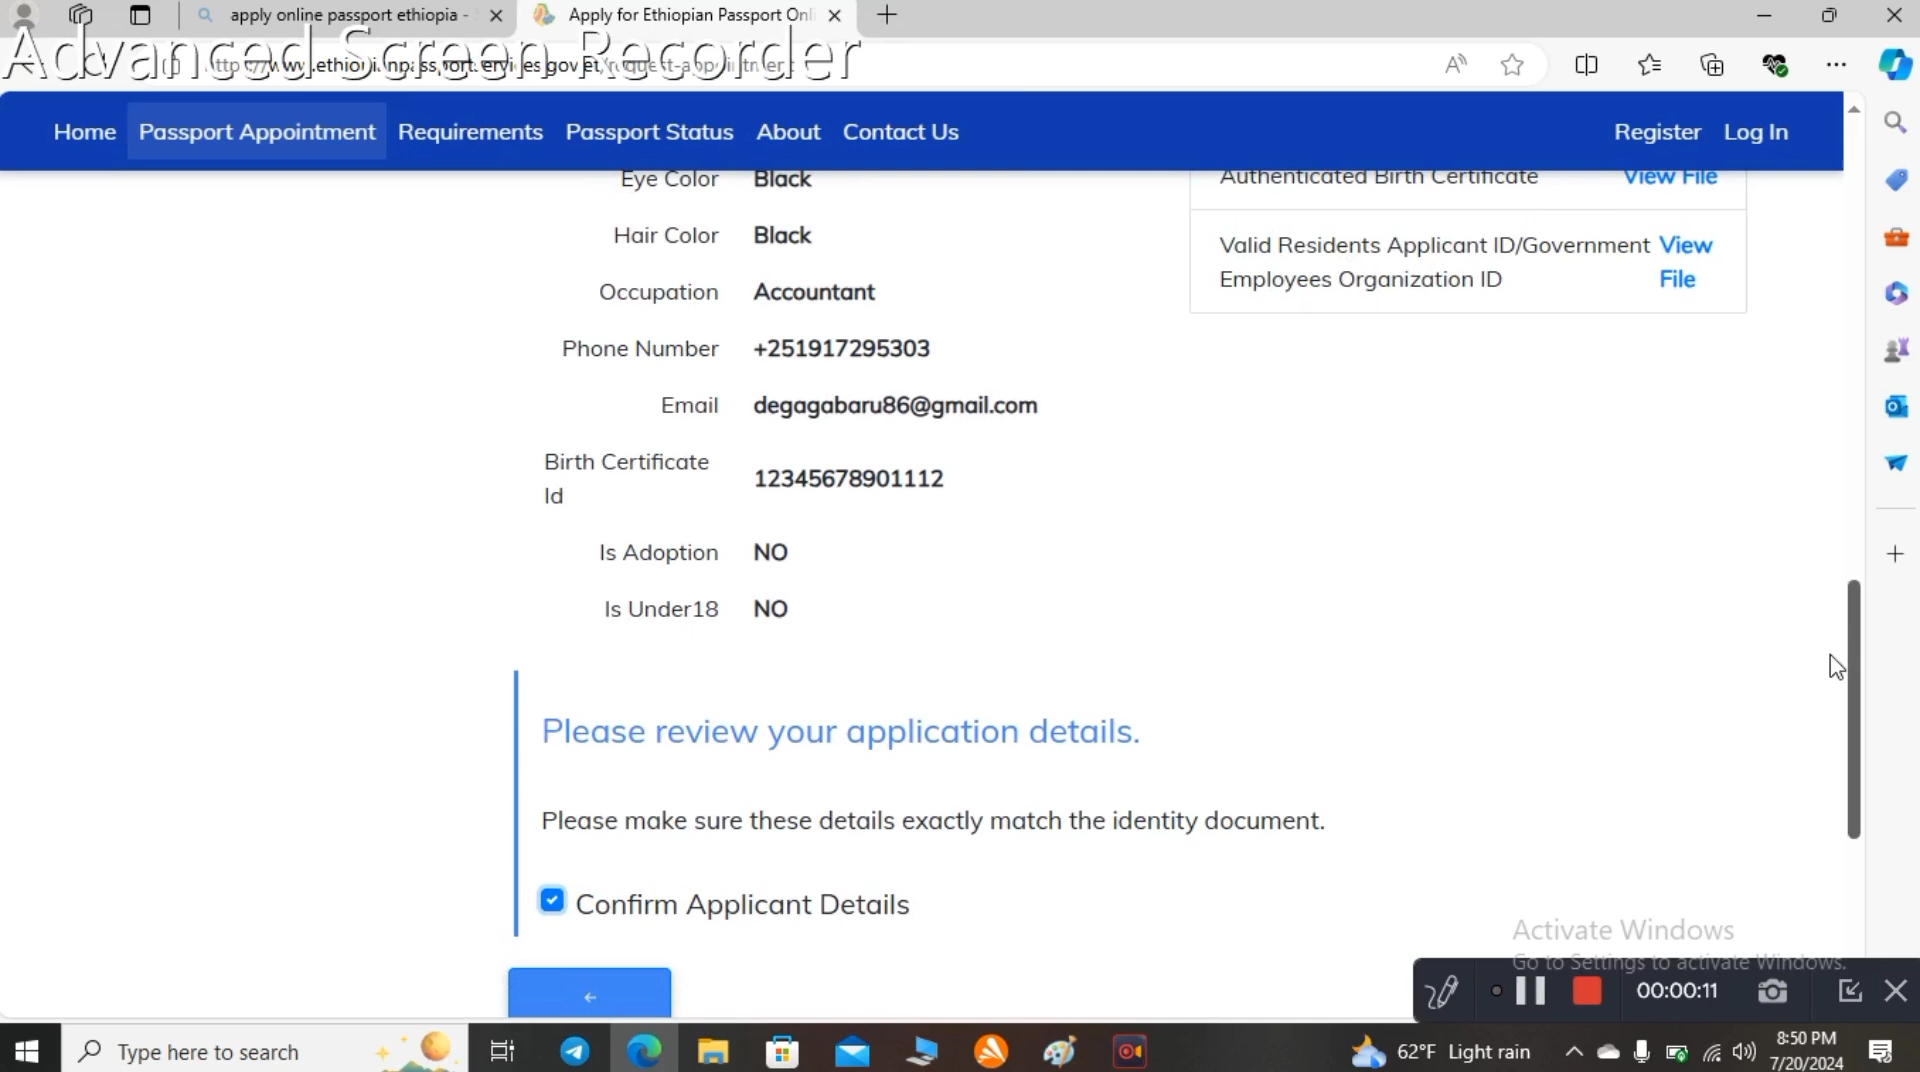 apply online passport ethiopia -
Apply for Ethiopian Passport Onl
Advanced Screen Recorder
Home Passport Appointment Requirements Passport Status About Contact Us Register Log In
Eye Color Black
Authenticated Birth Certificate View File
Hair Color Black
Valid Residents Applicant ID/Government View
Employees Organization ID File
Occupation Accountant
Phone Number +251917295303
Email degagabaru86@gmail.com
Birth Certificate
Id
12345678901112
Is Adoption NO
Is Under18 NO
Please review your application details.
Please make sure these details exactly match the identity document.
Confirm Applicant Details
Activate Windows
Go to Settings to activate Windows.
00:00:11
Type here to search
62°F Light rain
8:50 PM
7/20/2024